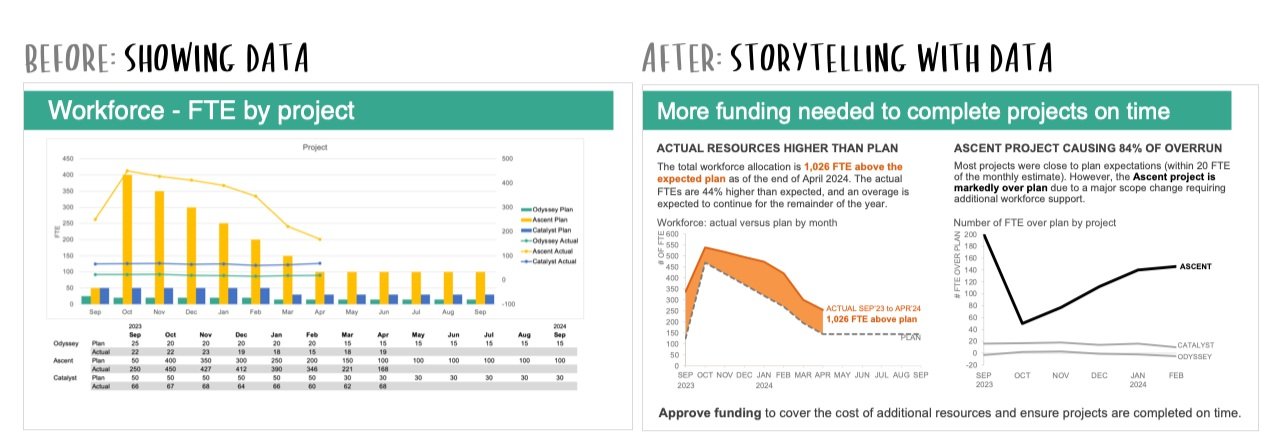 BEFORE: SHOWING DATA
Workforce - FTE by project
Project
FTE
450
400
350
300
250
200
150
100
50
0
500
400
300
200
100
0
-100
Sep Oct Nov Dec Jan Feb Mar Apr May Jun Jul Aug Sep
Odyssey Plan
Ascent Plan
Catalyst Plan
Odyssey Actual
Ascent Actual
Catalyst Actual
2023 2024
Sep Oct Nov Dec Jan Feb Mar Apr May Jun Jul Aug Sep
Odyssey Plan 25 20 20 20 20 20 15 15 15 15 15 15 15
Actual 22 22 23 19 18 15 18 19
Ascent Plan 50 400 350 300 250 200 150 100 100 100 100 100 100
Actual 250 450 427 412 390 346 221 168
Catalyst Plan 50 50 50 50 50 50 30 30 30 30 30 30 30
Actual 66 67 68 64 66 60 62 68
AFTER: STORYTELLING WITH DATA
More funding needed to complete projects on time
ACTUAL RESOURCES HIGHER THAN PLAN
The total workforce allocation is 1,026 FTE above the
expected plan as of the end of April 2024. The actual
FTEs are 44% higher than expected, and an overage is
expected to continue for the remainder of the year.
Workforce: actual versus plan by month
# OF FTE
600
550
500
450
400
350
300
250
200
150
100
50
0
ACTUAL SEP'23 to APR'24
1,026 FTE above plan
PLAN
SEP OCT NOV DEC JAN FEB MAR APR MAY JUN JUL AUG SEP
2023 2024
ASCENT PROJECT CAUSING 84% OF OVERRUN
Most projects were close to plan expectations (within 20 FTE
of the monthly estimate). However, the Ascent project is
markedly over plan due to a major scope change requiring
additional workforce support.
Number of FTE over plan by project
# FTE OVER PLAN
200
180
160
140
120
100
80
60
40
20
0
-20
ASCENT
CATALYST
ODYSSEY
SEP OCT NOV DEC JAN FEB
2023 2024
Approve funding to cover the cost of additional resources and ensure projects are completed on time.